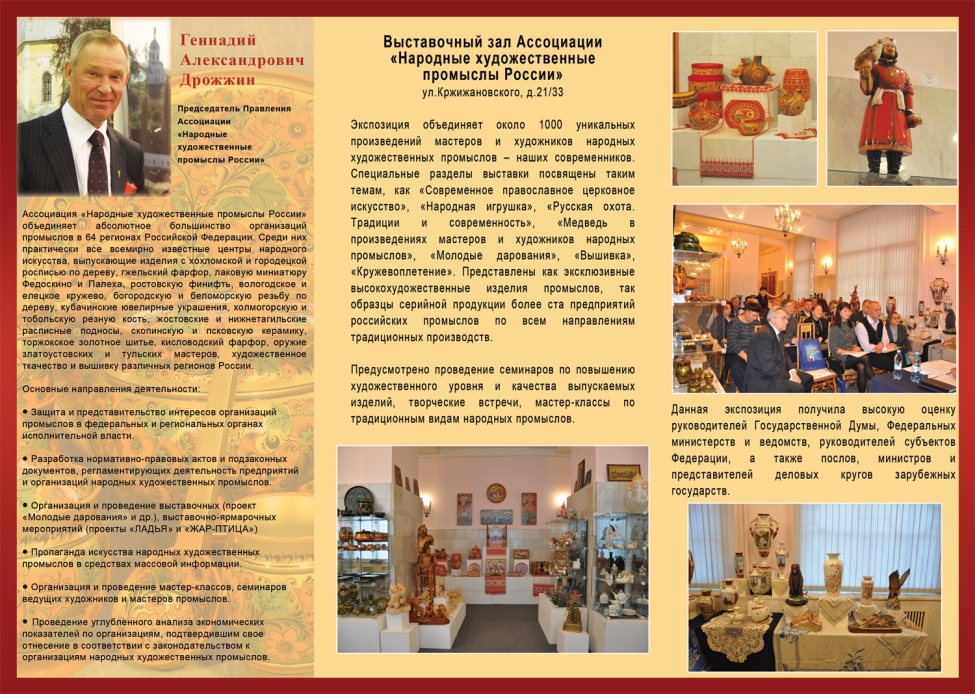 Геннадий
Александрович
Дрожжин
Председатель Правления
Ассоциации
«Народные
художественные
промыслы России»
Ассоциация «Народные художественные промыслы России»
объединяет абсолютное большинство организаций
промыслов в 64 регионах Российской Федерации. Среди них
практически все всемирно известные центры народного
искусства, выпускающие изделия с хохломской и городецкой
росписью по дереву, гжельский фарфор, лаковую миниатюру
Федоскино и Палеха, ростовскую финифть, вологодское и
елецкое кружево, богородскую и беломорскую резьбу по
дереву, кубачинские ювелирные украшения, холмогорскую и
тобольскую резную кость, жостовские и нижнетагильские
расписные подносы, скопинскую и псковскую керамику,
торжокское золотное шитье, кисловодский фарфор, оружие
златоустовских и тульских мастеров, художественное
ткачество и вышивку различных регионов России.
Основные направления деятельности:
● Защита и представительство интересов организаций
промыслов в федеральных и региональных органах
исполнительной власти.
● Разработка нормативно-правовых актов и подзаконных
документов, регламентирующих деятельность предприятий
и организаций народных художественных промыслов.
● Организация и проведение выставочных (проект
«Молодые дарования» и др.), выставочно-ярмарочных
мероприятий (проекты «ЛАДЬЯ» и «ЖАР-ПТИЦА»)
● Пропаганда искусства народных художественных
промыслов в средствах массовой информации.
● Организация и проведение мастер-классов, семинаров
ведущих художников и мастеров промыслов.
● Проведение углубленного анализа экономических
показателей по организациям, подтвердившим свое
отнесение в соответствии с законодательством к
организациям народных художественных промыслов.
Выставочный зал Ассоциации
«Народные художественные
промыслы России»
ул.Кржижановского, д.21/33
Экспозиция объединяет около 1000 уникальных
произведений мастеров и художников народных
художественных промыслов – наших современников.
Специальные разделы выставки посвящены таким
темам, как «Современное православное церковное
искусство», «Народная игрушка», «Русская охота.
Традиции и современность», «Медведь в
произведениях мастеров и художников народных
промыслов», «Молодые дарования», «Вышивка»,
«Кружевоплетение». Представлены как эксклюзивные
высокохудожественные изделия промыслов, так
образцы серийной продукции более ста предприятий
российских промыслов по всем направлениям
традиционных производств.
Предусмотрено проведение семинаров по повышению
художественного уровня и качества выпускаемых
изделий, творческие встречи, мастер-классы по
традиционным видам народных промыслов.
Данная экспозиция получила высокую оценку
руководителей Государственной Думы, Федеральных
министерств и ведомств, руководителей субъектов
Федерации, а также послов, министров и
представителей деловых кругов зарубежных
государств.